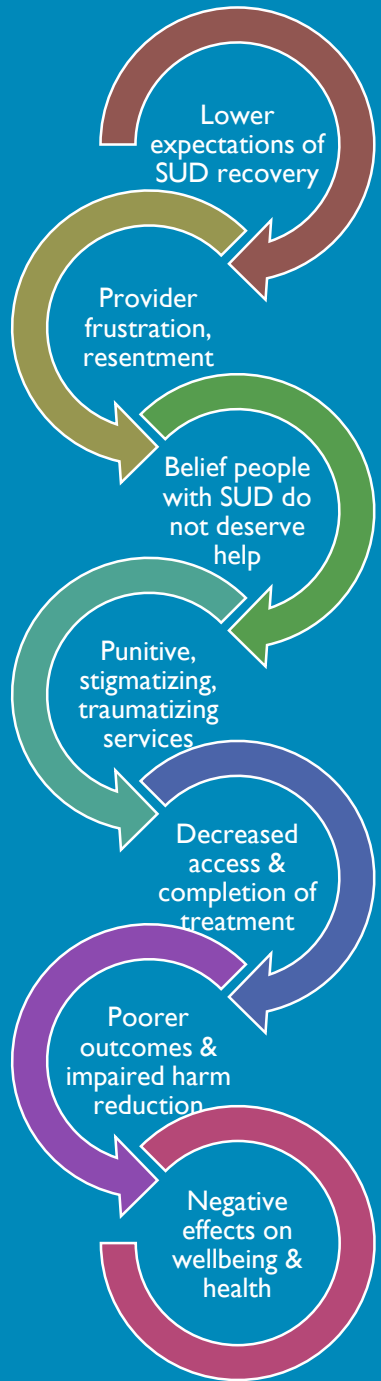 Lower
expectations of
SUD recovery
Provider
frustration,
resentment
Belief people
with SUD do
not deserve
help
Punitive,
stigmatizing,
traumatizing
services
Decreased
access &
completion of
treatment
Poorer
outcomes &
impaired harm
reduction
Negative
effects on
wellbeing &
health